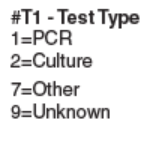 #T1 - Test Type
1=PCR
2=Culture
7=Other
9=Unknown